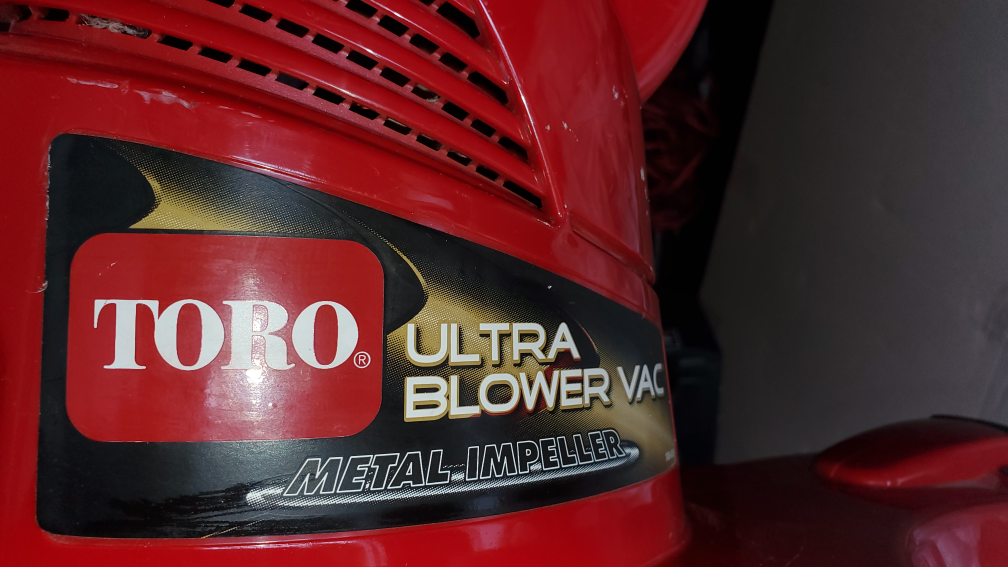 TORO®
ULTRA
BLOWER VAC
METAL IMPELLER